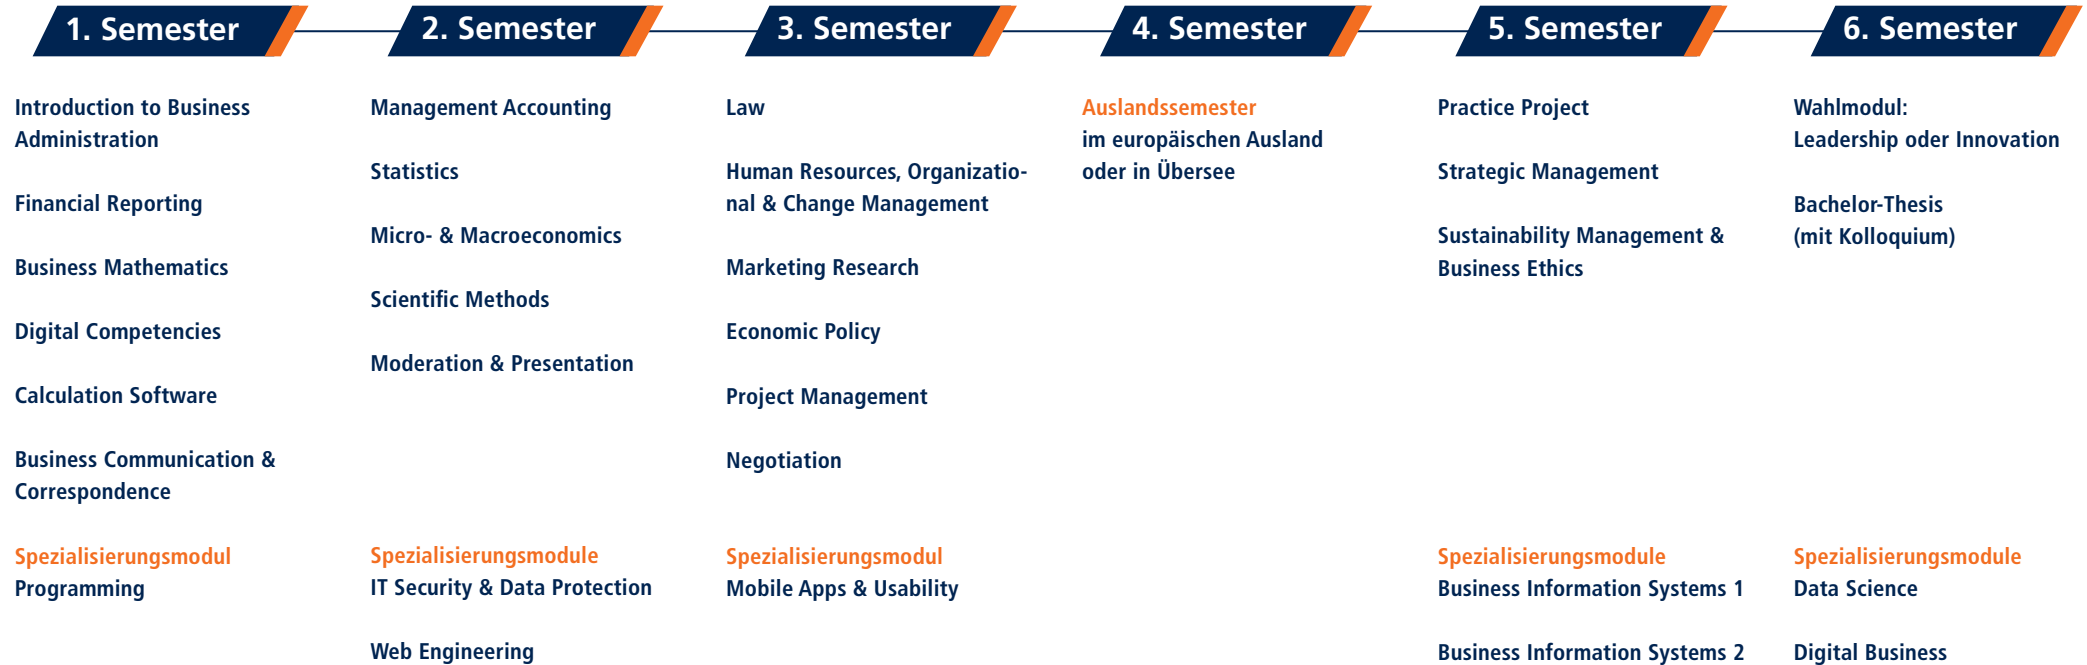 1. Semester
Introduction to Business
Administration
Financial Reporting
Business Mathematics
Digital Competencies
Calculation Software
Business Communication &
Correspondence
Spezialisierungsmodul
Programming
2. Semester
Management Accounting
Statistics
Micro- & Macroeconomics
Scientific Methods
Moderation & Presentation
Spezialisierungsmodule
IT Security & Data Protection
Web Engineering
3. Semester
Law
Human Resources, Organizatio-
nal & Change Management
Marketing Research
Economic Policy
Project Management
Negotiation
Spezialisierungsmodul
Mobile Apps & Usability
4. Semester
Auslandssemester
im europäischen Ausland
oder in Übersee
5. Semester
Practice Project
Strategic Management
Sustainability Management &
Business Ethics
Spezialisierungsmodule
Business Information Systems 1
Business Information Systems 2
6. Semester
Wahlmodul:
Leadership oder Innovation
Bachelor-Thesis
(mit Kolloquium)
Spezialisierungsmodule
Data Science
Digital Business